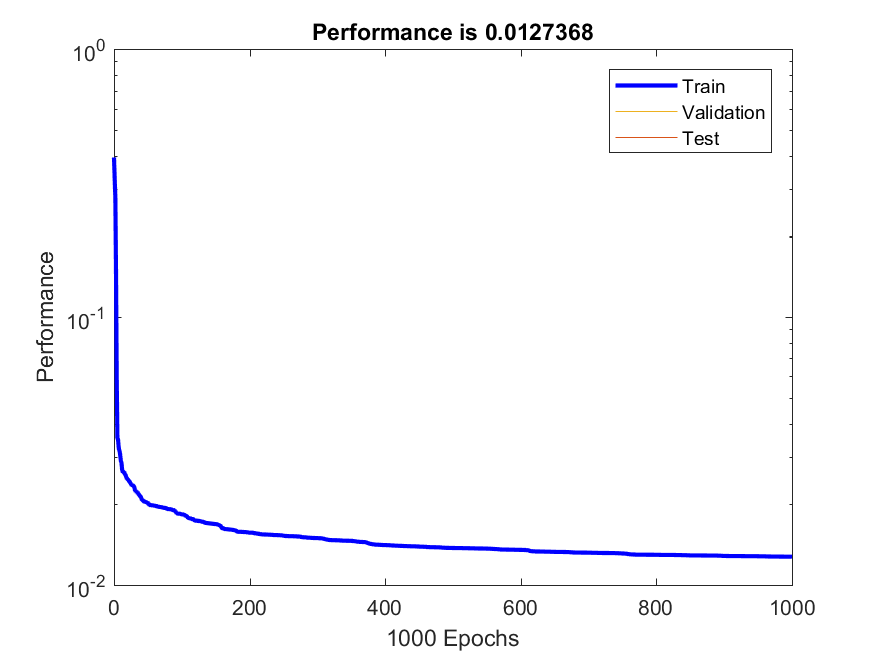 Performance is 0.0127368
Train
Validation
Test
Performance
10^0
10^-1
10^-2
0 200 400 600 800 1000
1000 Epochs